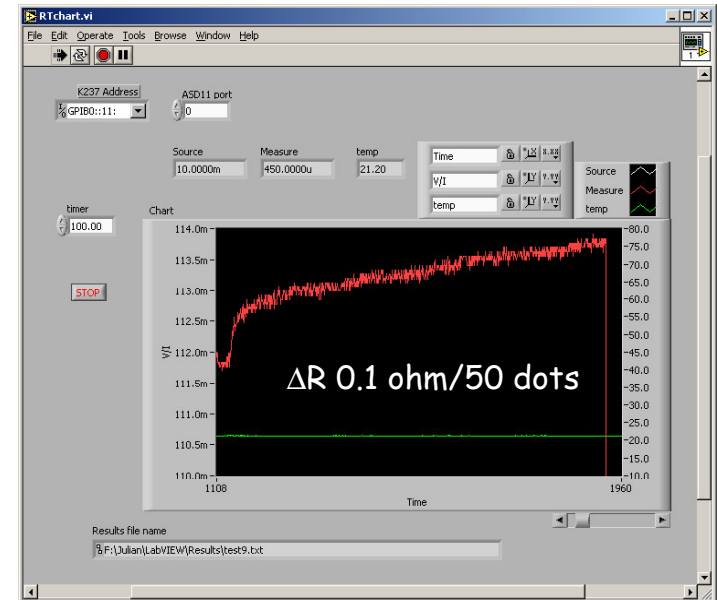 RTchart.vi
File Edit Operate Tools Browse Window Help
1
K237 Address
ASD11 port
GPIB0::11:
0
Source
Measure
temp
10.0000m
450.0000u
21.20
Time
V/I
temp
Source
Measure
temp
timer
100.00
Chart
STOP
114.0m
113.5m
113.0m
112.5m
112.0m
111.5m
111.0m
110.5m
110.0m
V/I
80.0
75.0
70.0
65.0
60.0
55.0
50.0
45.0
40.0
35.0
30.0
25.0
20.0
15.0
10.0
ΔR 0.1 ohm/50 dots
1108
1960
Time
Results file name
F:\Julian\LabVIEW\Results\test9.txt